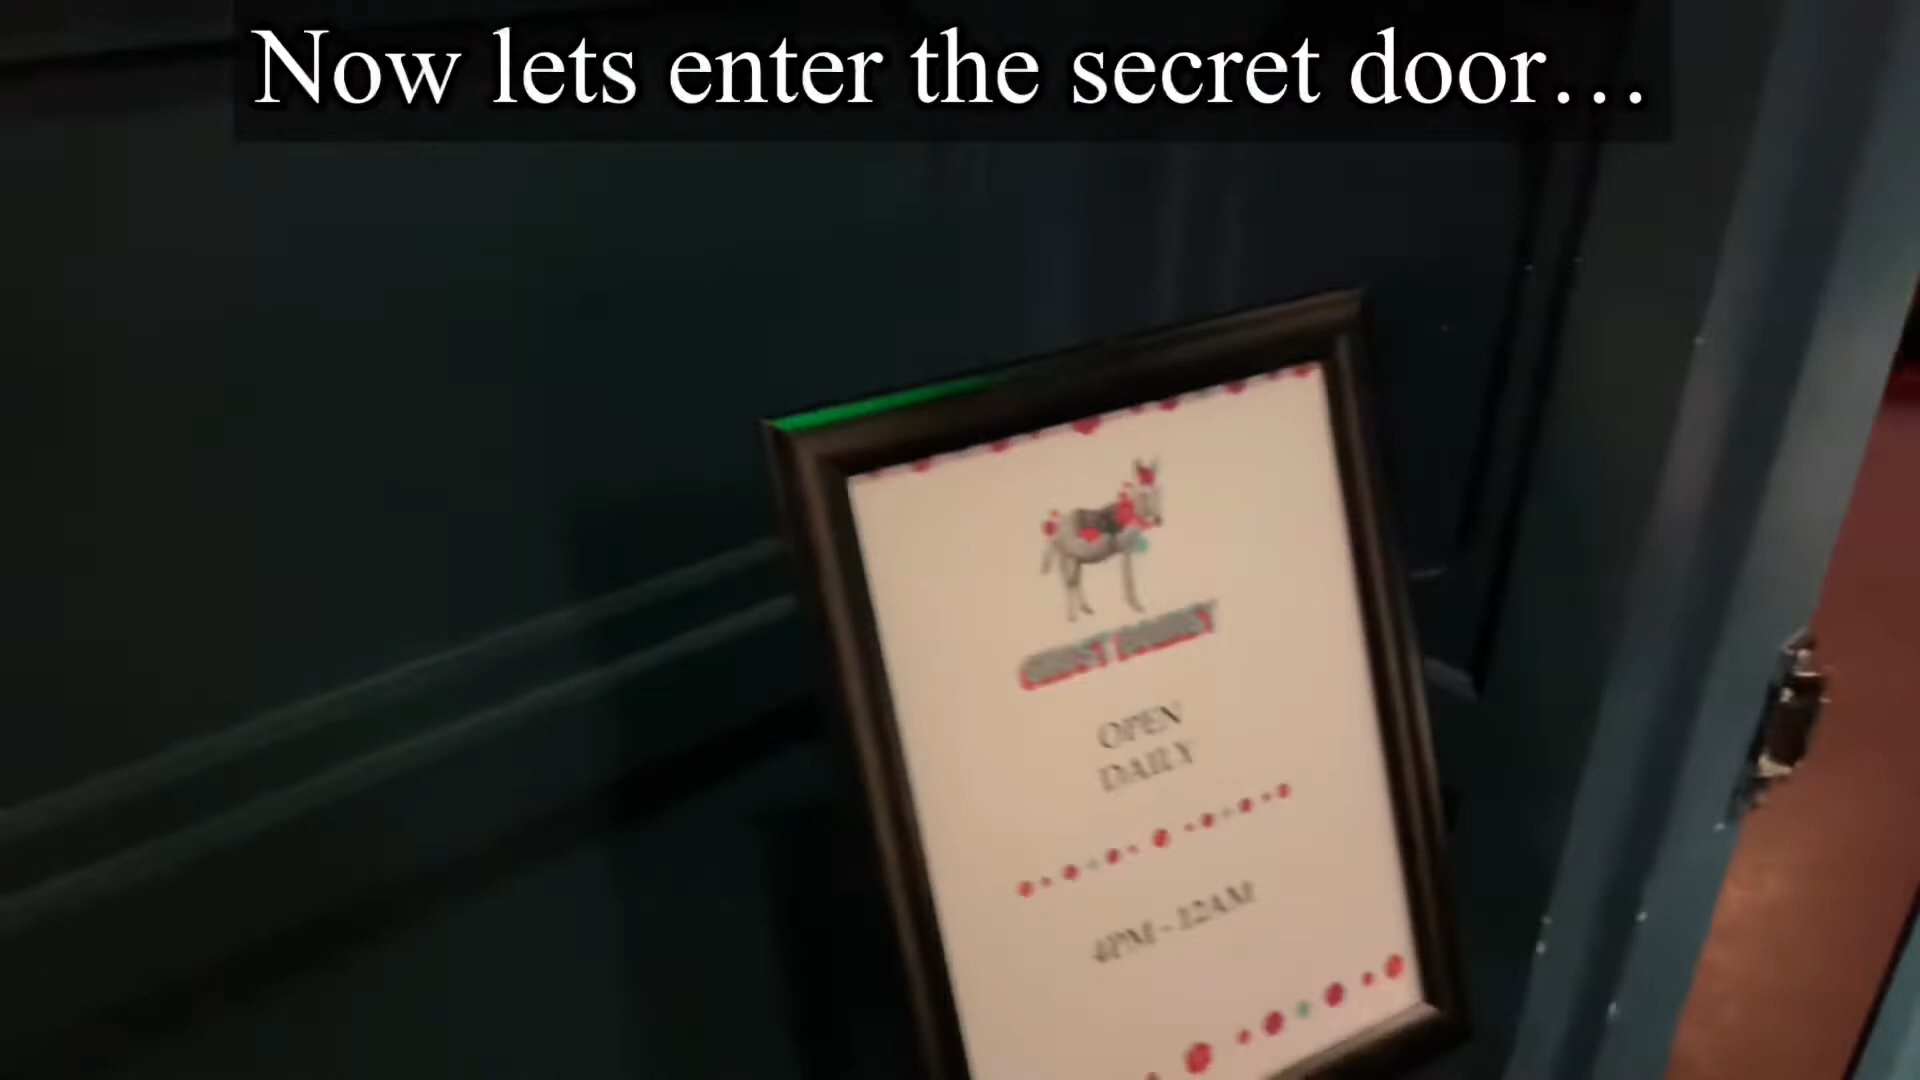 Now lets enter the secret door...
GHOST DONKEY
OPEN
DAILY
4PM - 12AM